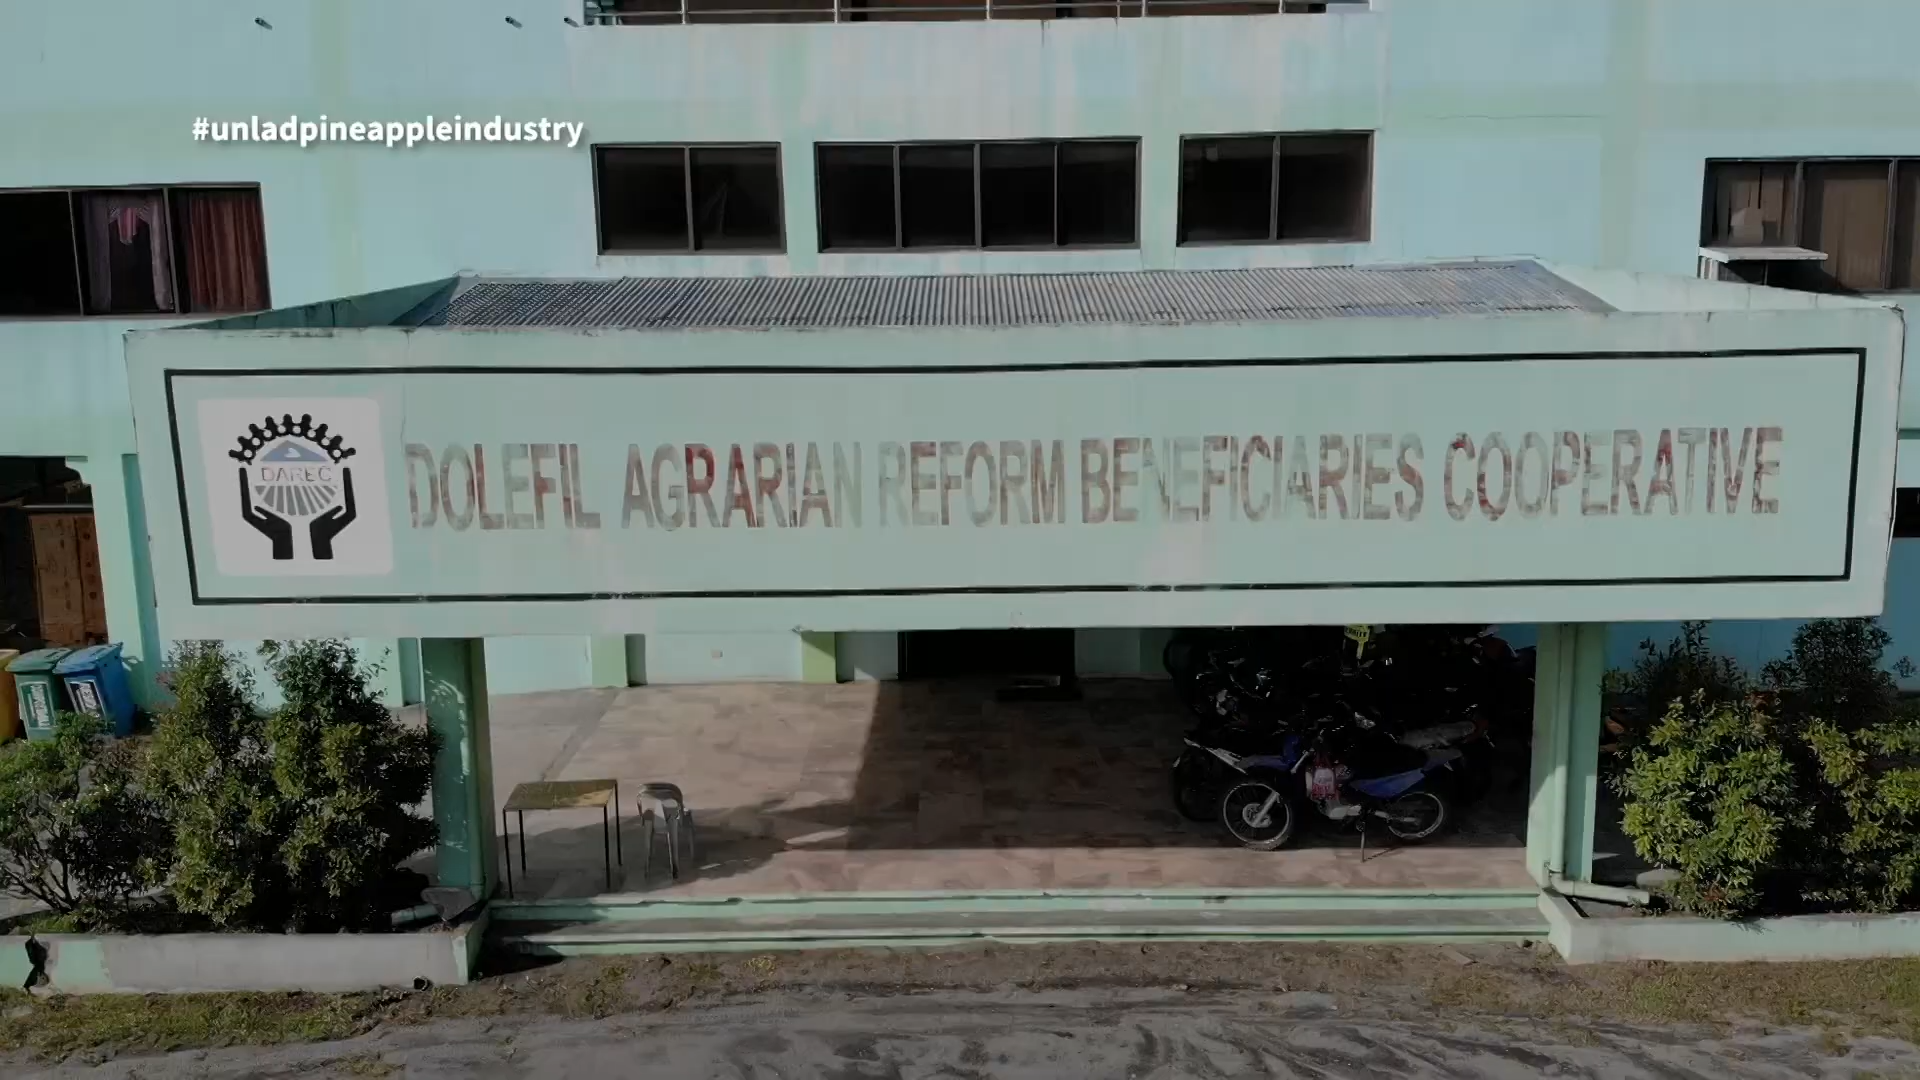 #unladpineappleindustry
DAREC
DOLEFIL AGRARIAN REFORM BENEFICIARIES COOPERATIVE